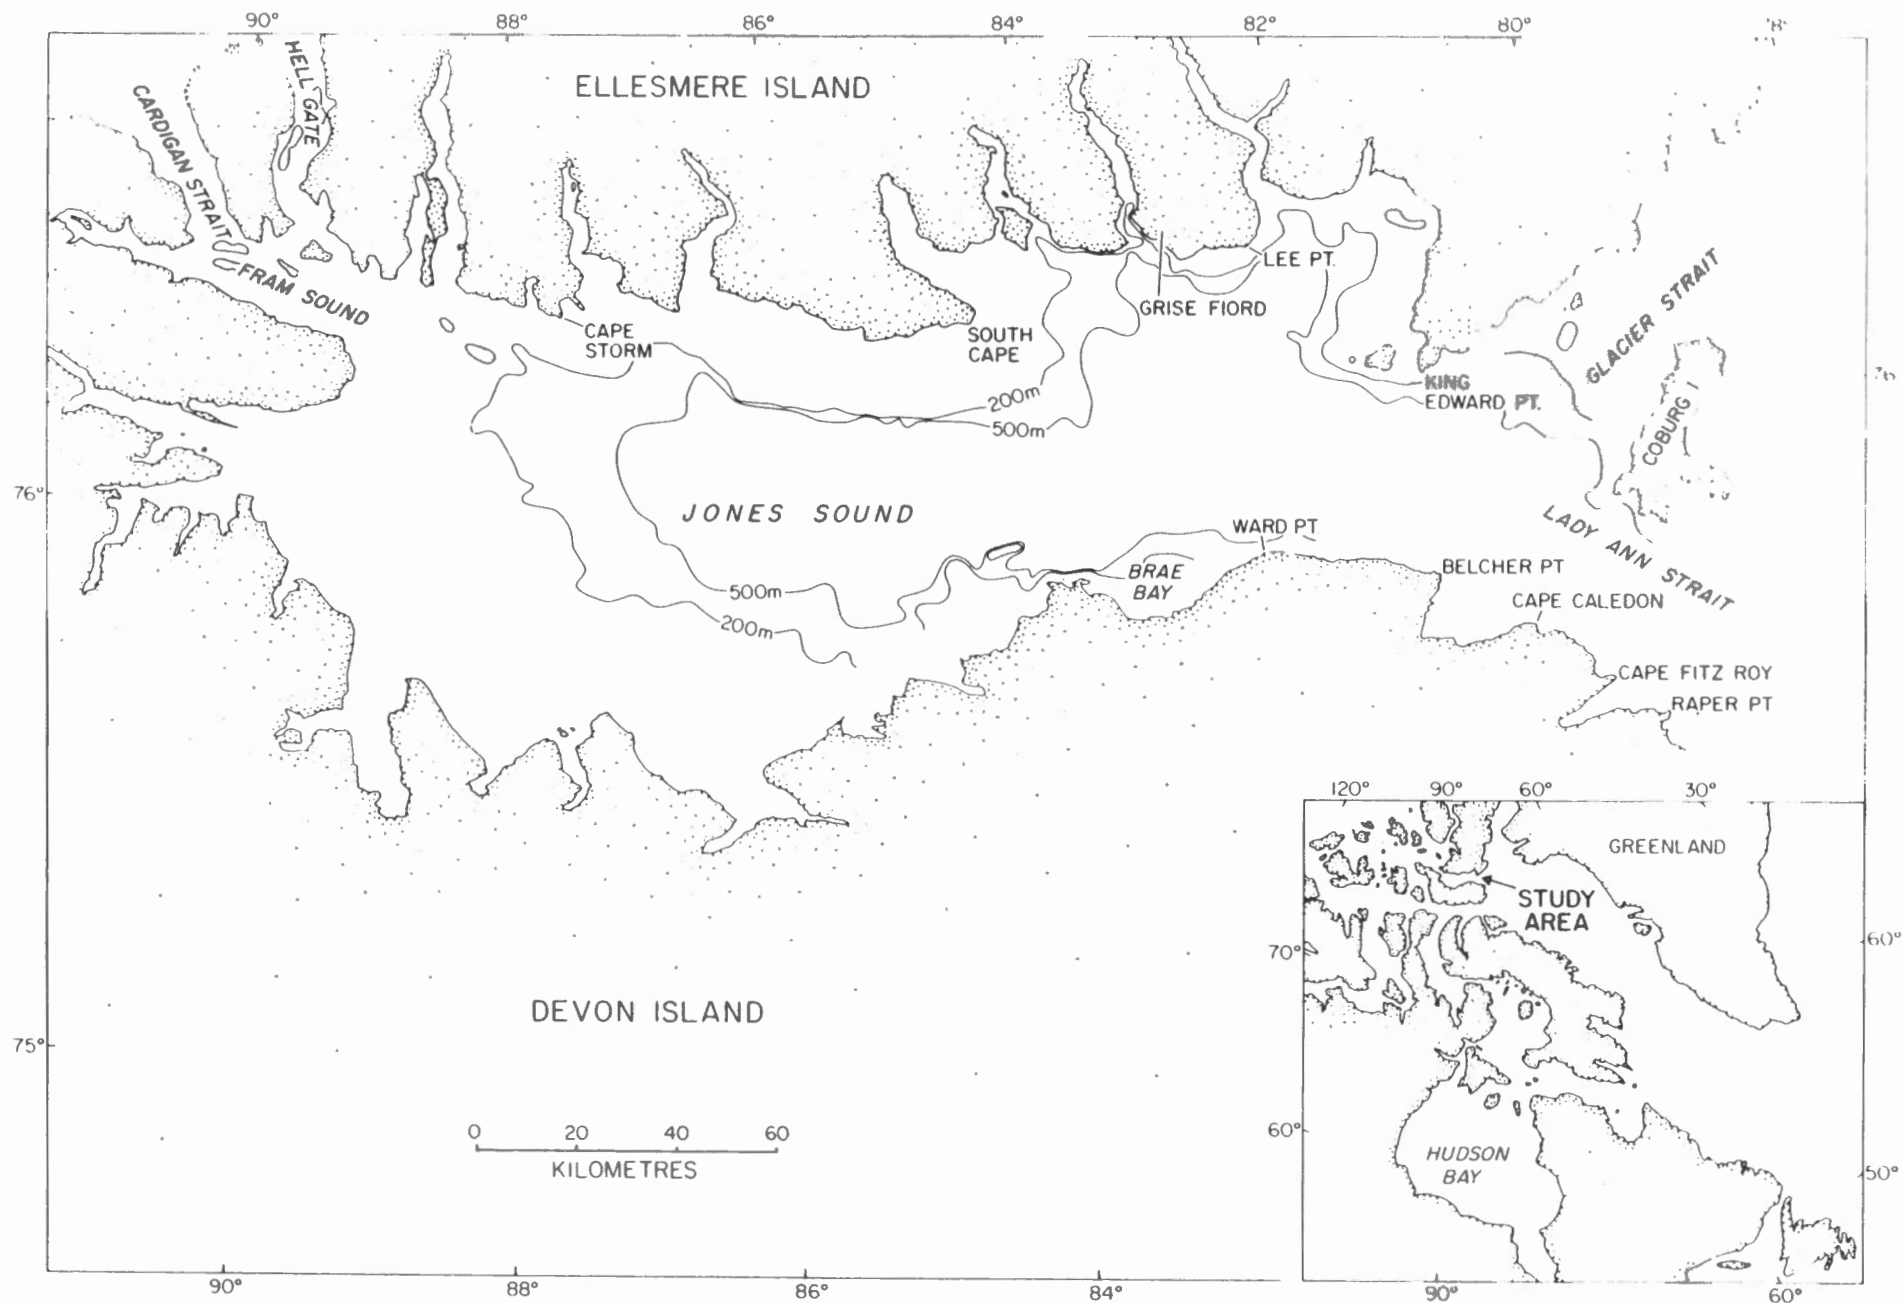 90° 88° 86° 84° 82° 80°
ELLESMERE ISLAND
HELL GATE
CARDIGAN STRAIT
FRAM SOUND
LEE PT.
GRISE FIORD
CAPE
STORM
SOUTH
CAPE
GLACIER STRAIT
KING
EDWARD PT.
COBURG I
200m
500m
76°
JONES SOUND
WARD PT
LADY ANN STRAIT
BRAE
BAY
BELCHER PT
500m
CAPE CALEDON
200m
CAPE FITZ ROY
RAPER PT
120° 90° 60° 30°
GREENLAND
STUDY
AREA
70°
60°
DEVON ISLAND
75°
0 20 40 60
KILOMETRES
60°
HUDSON
BAY
50°
90° 88° 86° 84°
90° 60°